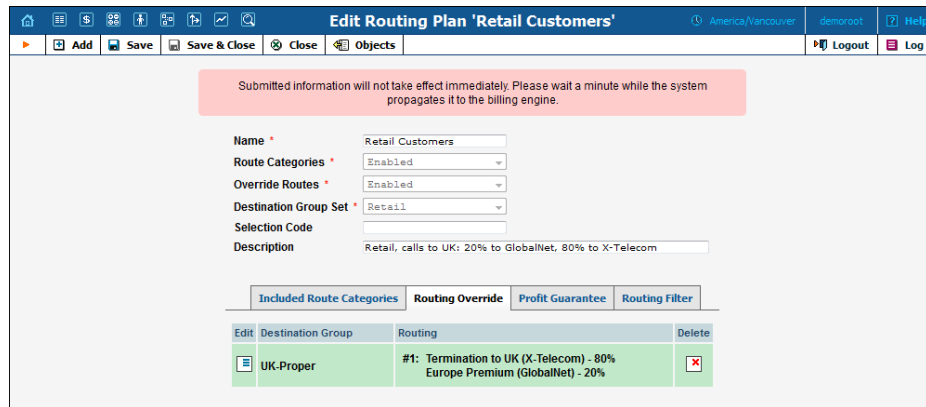 Edit Routing Plan 'Retail Customers'
America/Vancouver
demoroot
Help
Add
Save
Save & Close
Close
Objects
Logout
Log
Submitted information will not take effect immediately. Please wait a minute while the system
propagates it to the billing engine.
Name * Retail Customers
Route Categories * Enabled
Override Routes * Enabled
Destination Group Set * Retail
Selection Code
Description Retail, calls to UK: 20% to GlobalNet, 80% to X-Telecom
Included Route Categories
Routing Override
Profit Guarantee
Routing Filter
Edit Destination Group Routing Delete
UK-Proper #1: Termination to UK (X-Telecom) - 80%
Europe Premium (GlobalNet) - 20%